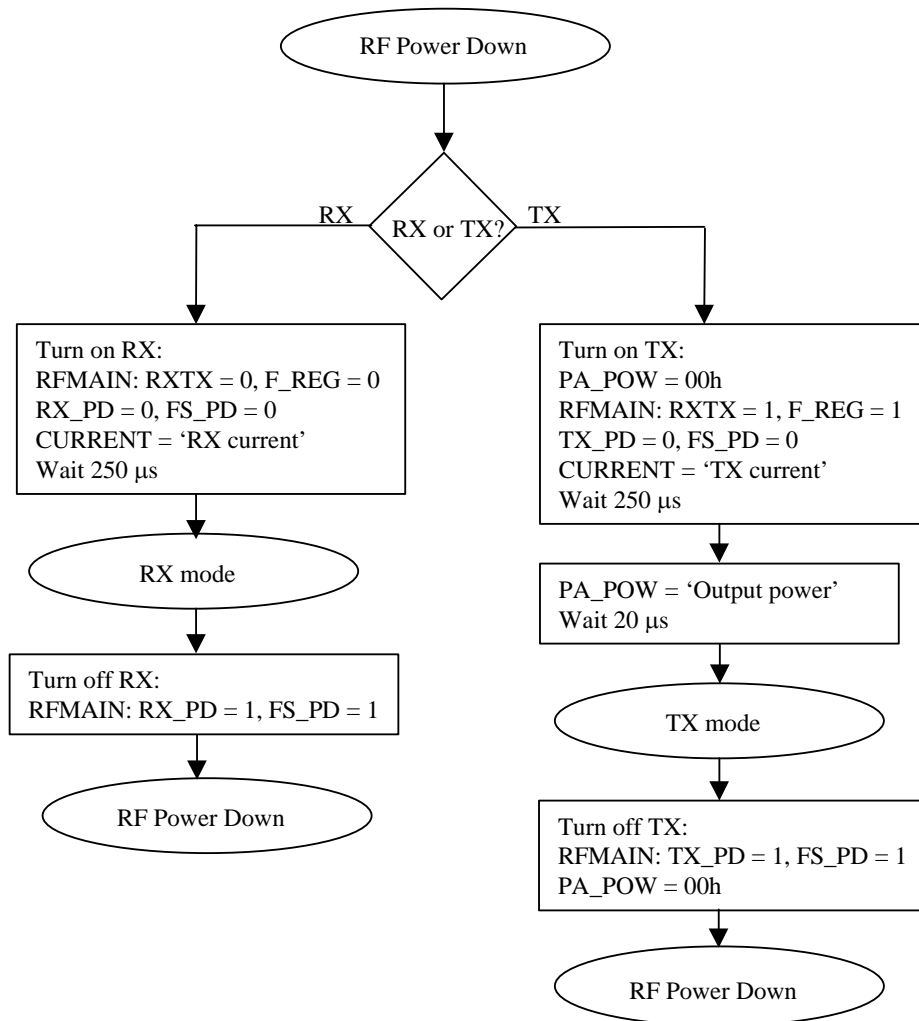 RF Power Down
RX or TX?
RX
TX
Turn on RX:
RFMAIN: RXTX = 0, F_REG = 0
RX_PD = 0, FS_PD = 0
CURRENT = ‘RX current’
Wait 250 μs
RX mode
Turn off RX:
RFMAIN: RX_PD = 1, FS_PD = 1
RF Power Down
Turn on TX:
PA_POW = 00h
RFMAIN: RXTX = 1, F_REG = 1
TX_PD = 0, FS_PD = 0
CURRENT = ‘TX current’
Wait 250 μs
PA_POW = ‘Output power’
Wait 20 μs
TX mode
Turn off TX:
RFMAIN: TX_PD = 1, FS_PD = 1
PA_POW = 00h
RF Power Down